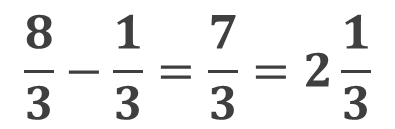 8/3 − 1/3 = 7/3 = 2 1/3